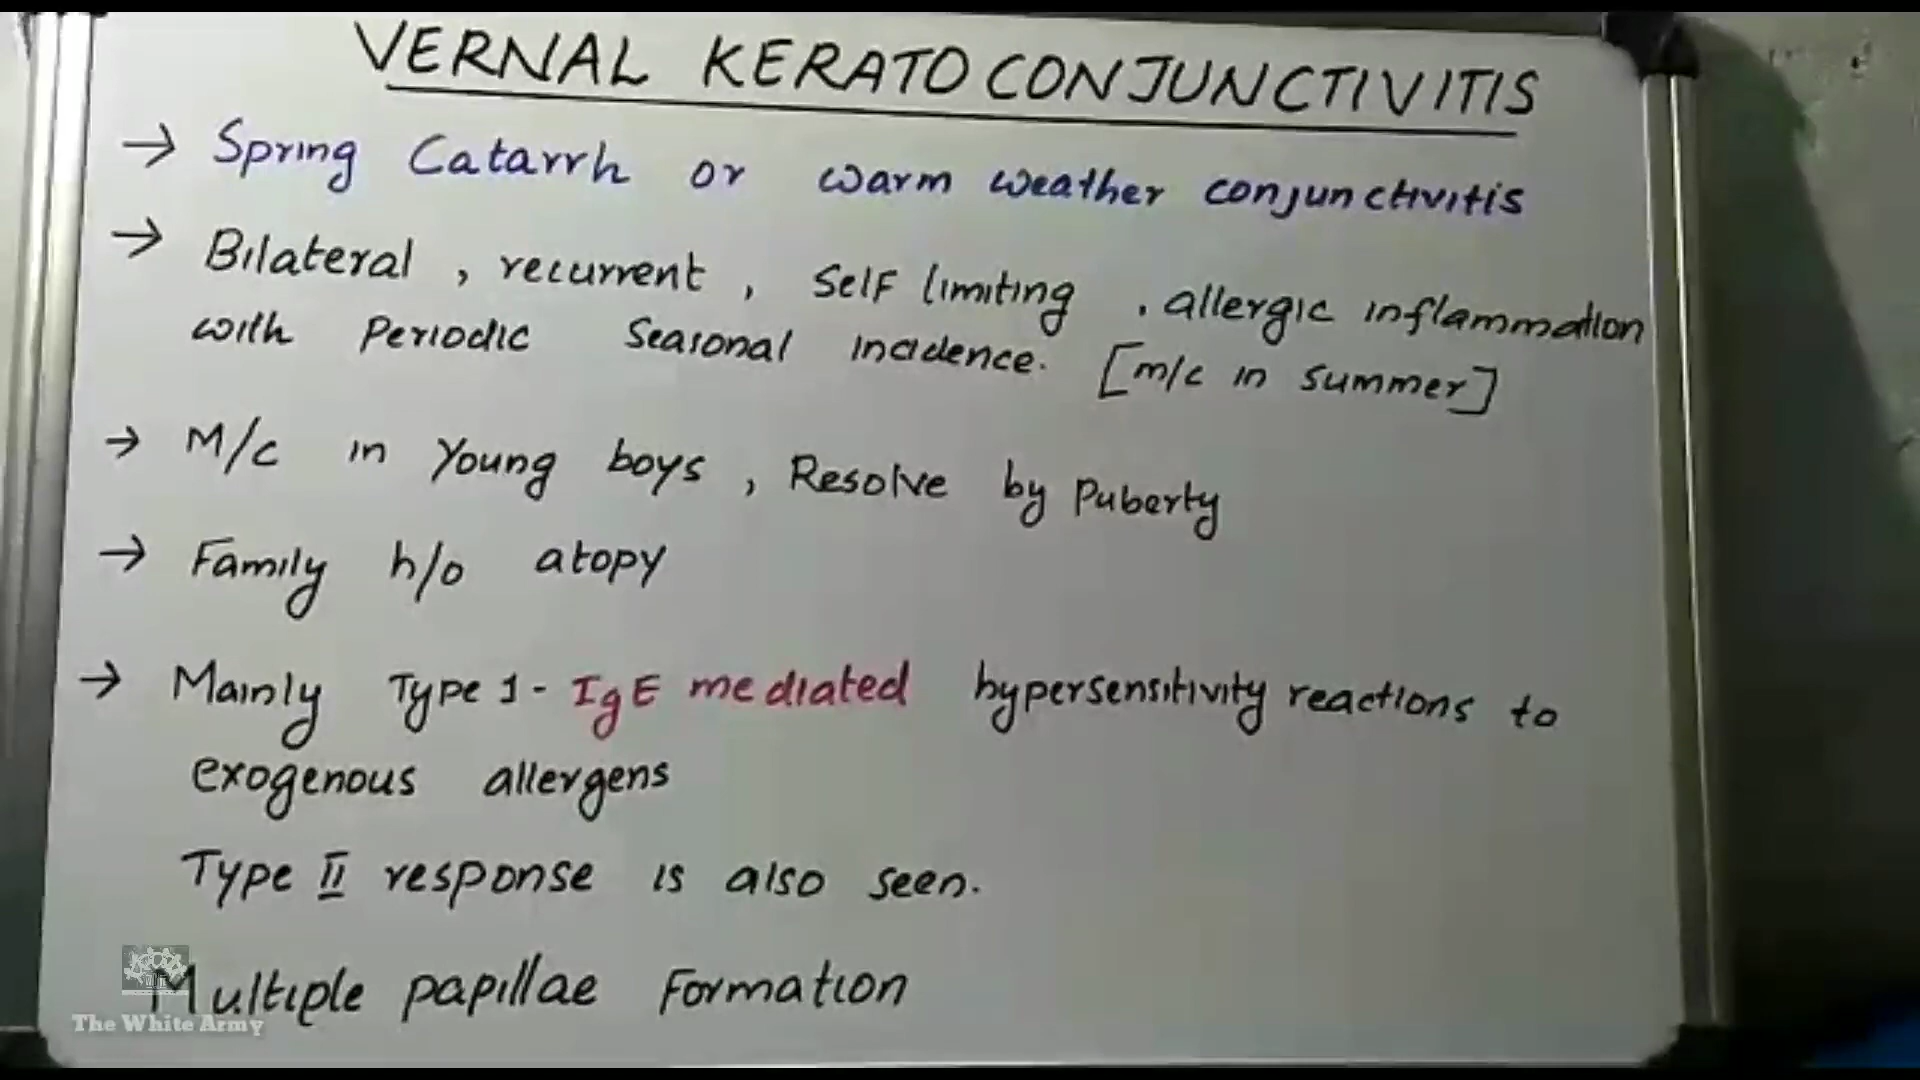 VERNAL KERATOCONJUNCTIVITIS
→ Spring Catarrh or warm weather conjunctivitis
→ Bilateral, recurrent, Self limiting, allergic inflammation
with Periodic Seasonal incidence. [m/c in summer]
→ M/c in Young boys, Resolve by Puberty
→ Family h/o atopy
→ Mainly Type 1 - IgE mediated hypersensitivity reactions to
exogenous allergens
Type II response is also seen.
Multiple papillae Formation
The White Army